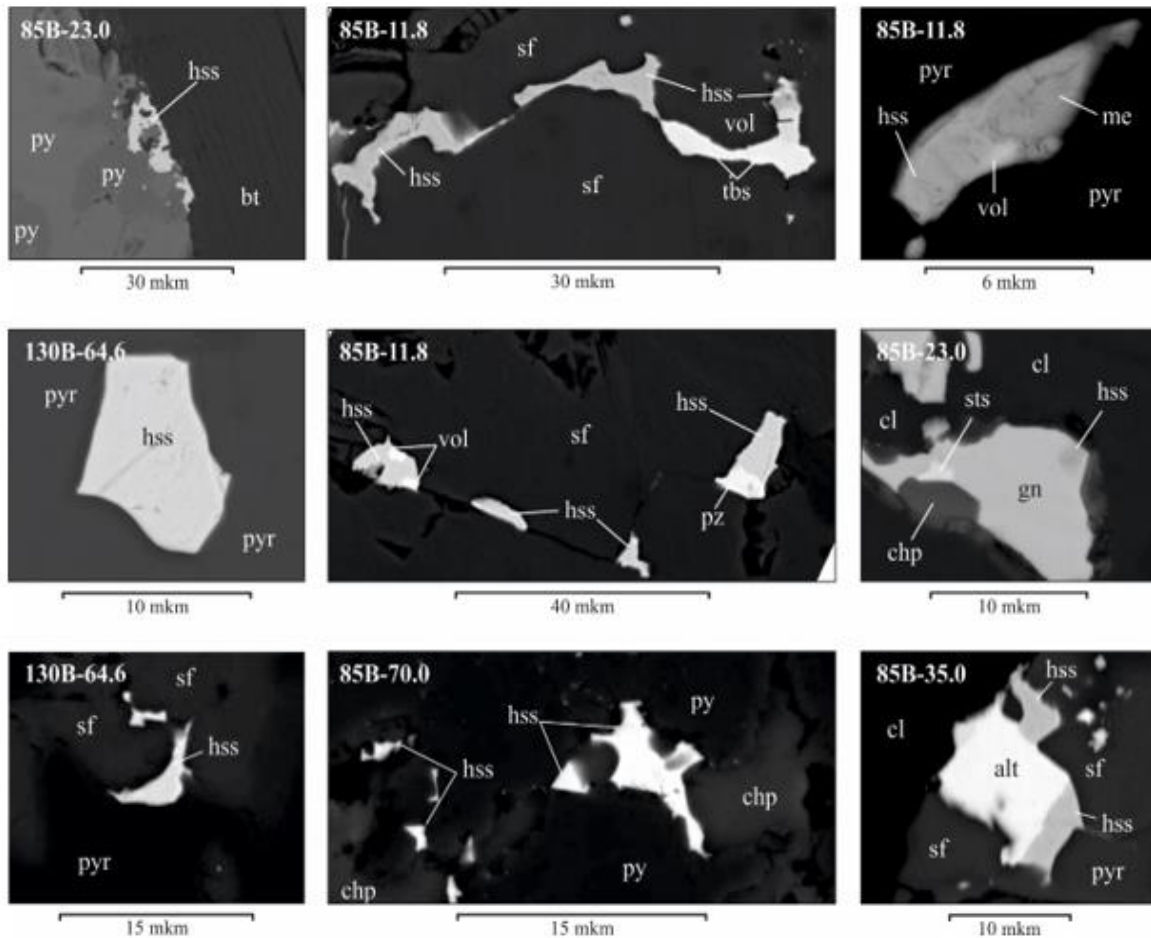 85B-23.0
hss
py
py
bt
py
30 mkm
85B-11.8
sf
hss
vol
hss
sf
tbs
30 mkm
85B-11.8
pyr
hss
me
vol
pyr
6 mkm
130B-64.6
pyr
hss
pyr
10 mkm
85B-11.8
hss
vol
sf
hss
hss
pz
40 mkm
85B-23.0
cl
sts
hss
cl
gn
chp
10 mkm
130B-64.6
sf
sf
hss
pyr
15 mkm
85B-70.0
py
hss
hss
chp
py
chp
15 mkm
85B-35.0
hss
cl
alt
sf
hss
sf
pyr
10 mkm